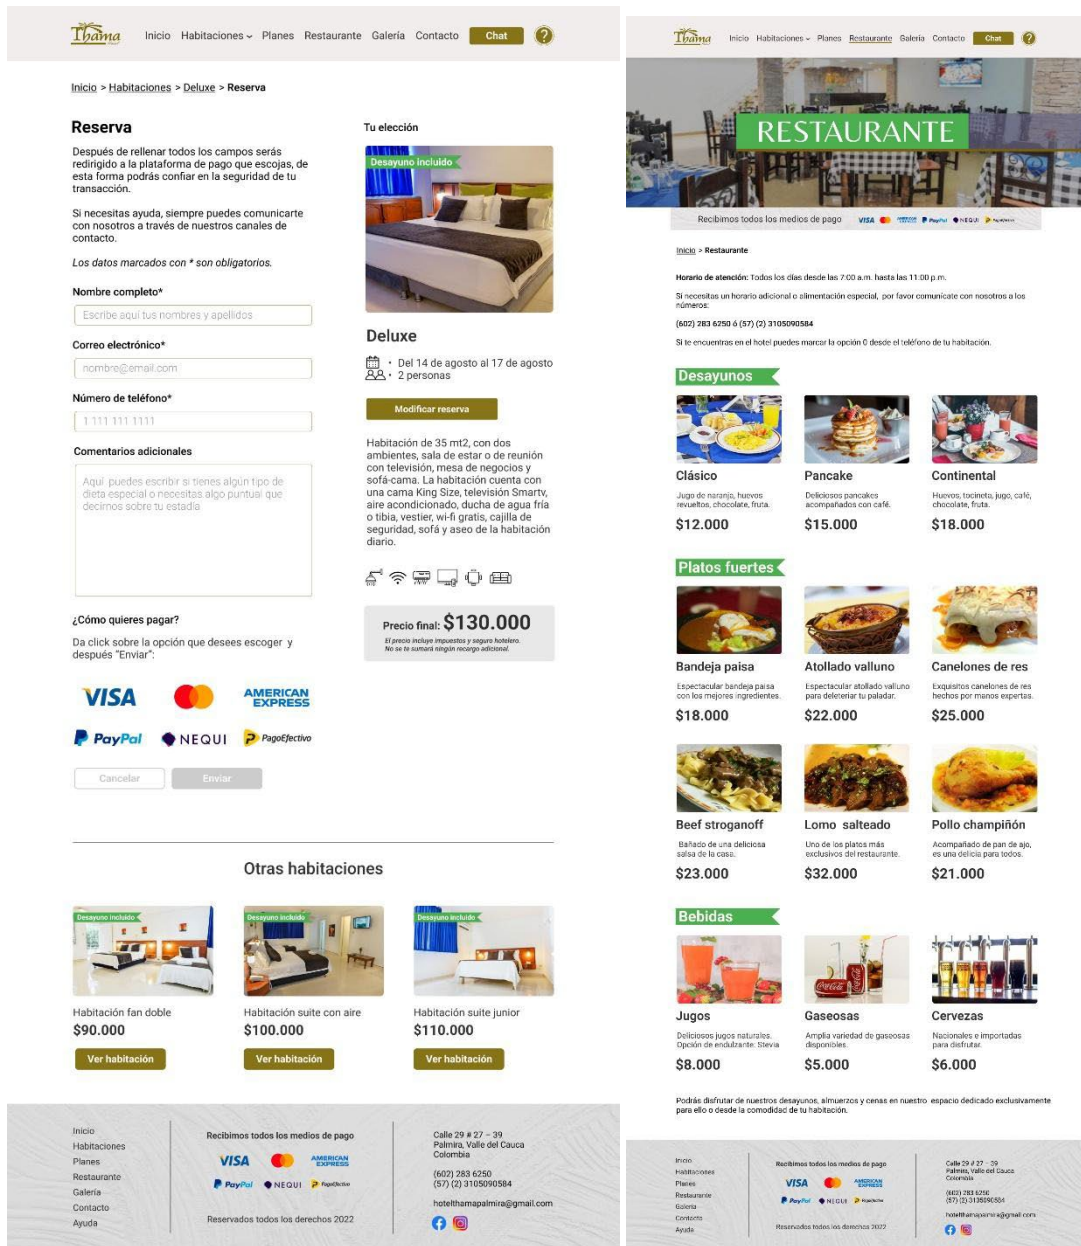 Thama
Inicio Habitaciones Planes Restaurante Galería Contacto Chat ?
Inicio > Habitaciones > Deluxe > Reserva
Reserva
Después de rellenar todos los campos serás
redirigido a la plataforma de pago que escojas, de
esta forma podrás confiar en la seguridad de tu
transacción.
Si necesitas ayuda, siempre puedes comunicarte
con nosotros a través de nuestros canales de
contacto.
Los datos marcados con * son obligatorios.
Nombre completo*
Escribe aquí tus nombres y apellidos
Correo electrónico*
nombre@email.com
Número de teléfono*
1 111 111 1111
Comentarios adicionales
Aquí puedes escribir si tienes algún tipo de
dieta especial o necesitas algo puntual que
decirnos sobre tu estadía
¿Cómo quieres pagar?
Da click sobre la opción que desees escoger y
después “Enviar”:
VISA
AMERICAN
EXPRESS
PayPal NEQUI PagoEfectivo
Cancelar Enviar
Tu elección
Desayuno incluido
Deluxe
• Del 14 de agosto al 17 de agosto
• 2 personas
Modificar reserva
Habitación de 35 mt2, con dos
ambientes, sala de estar o de reunión
con televisión, mesa de negocios y
sofá-cama. La habitación cuenta con
una cama King Size, televisión Smartv,
aire acondicionado, ducha de agua fría
o tibia, vestier, wi-fi gratis, cajilla de
seguridad, sofá y aseo de la habitación
diario.
Precio final: $130.000
El precio incluye impuestos y seguro hotelero.
No se te sumará ningún recargo adicional.
Otras habitaciones
Desayuno incluido
Habitación fan doble
$90.000
Ver habitación
Desayuno incluido
Habitación suite con aire
$100.000
Ver habitación
Desayuno incluido
Habitación suite junior
$110.000
Ver habitación
Inicio
Habitaciones
Planes
Restaurante
Galería
Contacto
Ayuda
Recibimos todos los medios de pago
VISA
AMERICAN
EXPRESS
PayPal NEQUI PagoEfectivo
Reservados todos los derechos 2022
Calle 29 # 27 – 39
Palmira, Valle del Cauca
Colombia
(602) 283 6250
(57) (2) 3105090584
hotelthamapalmira@gmail.com
Thama
Inicio Habitaciones Planes Restaurante Galería Contacto Chat ?
RESTAURANTE
Recibimos todos los medios de pago VISA AMERICAN EXPRESS PayPal NEQUI PagoEfectivo
Inicio > Restaurante
Horario de atención: Todos los días desde las 7:00 a.m. hasta las 11:00 p.m.
Si necesitas un horario adicional o alimentación especial, por favor comunícate con nosotros a los
números:
(602) 283 6250 ó (57) (2) 3105090584
Si te encuentras en el hotel puedes marcar la opción 0 desde el teléfono de tu habitación.
Desayunos
Clásico
Jugo de naranja, huevos
revueltos, chocolate, fruta.
$12.000
Pancake
Deliciosos pancakes
acompañados con café.
$15.000
Continental
Huevos, tocineta, jugo, café,
chocolate, fruta.
$18.000
Platos fuertes
Bandeja paisa
Espectacular bandeja paisa
con los mejores ingredientes.
$18.000
Atollado valluno
Espectacular atollado valluno
para deleteriar tu paladar.
$22.000
Canelones de res
Exquisitos canelones de res
hechos por manos expertas.
$25.000
Beef stroganoff
Bañado de una deliciosa
salsa de la casa.
$23.000
Lomo salteado
Uno de los platos más
exclusivos del restaurante.
$32.000
Pollo champiñón
Acompañado de pan de ajo,
es una delicia para todos.
$21.000
Bebidas
Jugos
Deliciosos jugos naturales.
Opción de endulzante: Stevia
$8.000
Coca-Cola
Gaseosas
Amplia variedad de gaseosas
disponibles.
$5.000
Cervezas
Nacionales e importadas
para disfrutar.
$6.000
Podrás disfrutar de nuestros desayunos, almuerzos y cenas en nuestro espacio dedicado exclusivamente
para ello o desde la comodidad de tu habitación.
Inicio
Habitaciones
Planes
Restaurante
Galería
Contacto
Ayuda
Recibimos todos los medios de pago
VISA
AMERICAN
EXPRESS
PayPal NEQUI PagoEfectivo
Reservados todos los derechos 2022
Calle 29 # 27 – 39
Palmira, Valle del Cauca
Colombia
(602) 283 6250
(57) (2) 3105090584
hotelthamapalmira@gmail.com